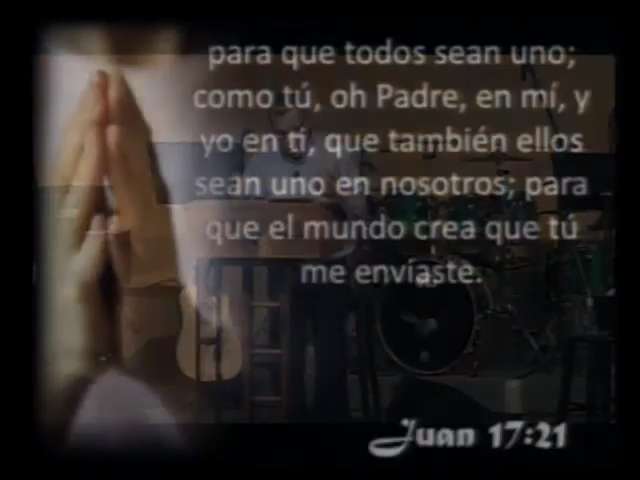 para que todos sean uno;
como tú, oh Padre, en mí, y
yo en ti, que también ellos
sean uno en nosotros; para
que el mundo crea que tú
me enviaste.
Juan 17:21